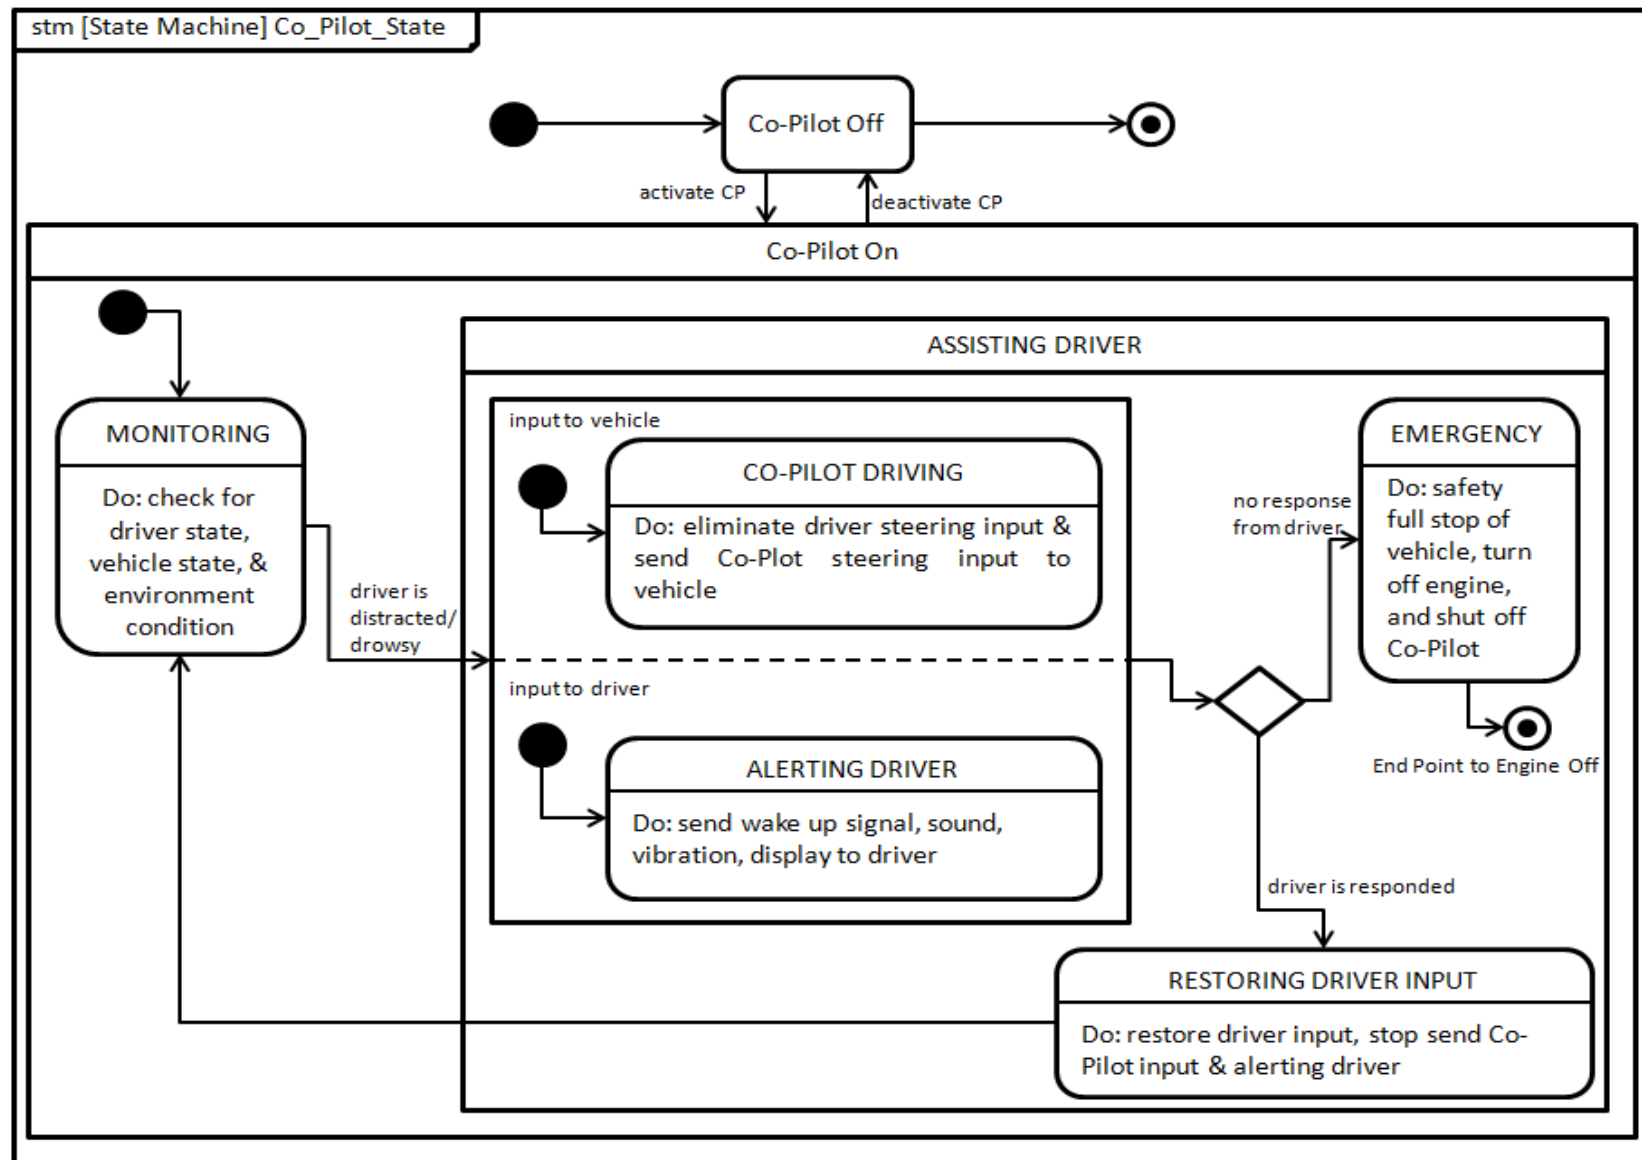 stm [State Machine] Co_Pilot_State
Co-Pilot Off
activate CP
deactivate CP
Co-Pilot On
ASSISTING DRIVER
MONITORING
Do: check for
driver state,
vehicle state, &
environment
condition
driver is
distracted/
drowsy
input to vehicle
CO-PILOT DRIVING
Do: eliminate driver steering input &
send Co-Plot steering input to
vehicle
input to driver
ALERTING DRIVER
Do: send wake up signal, sound,
vibration, display to driver
no response
from driver
EMERGENCY
Do: safety
full stop of
vehicle, turn
off engine,
and shut off
Co-Pilot
End Point to Engine Off
driver is responded
RESTORING DRIVER INPUT
Do: restore driver input, stop send Co-
Pilot input & alerting driver